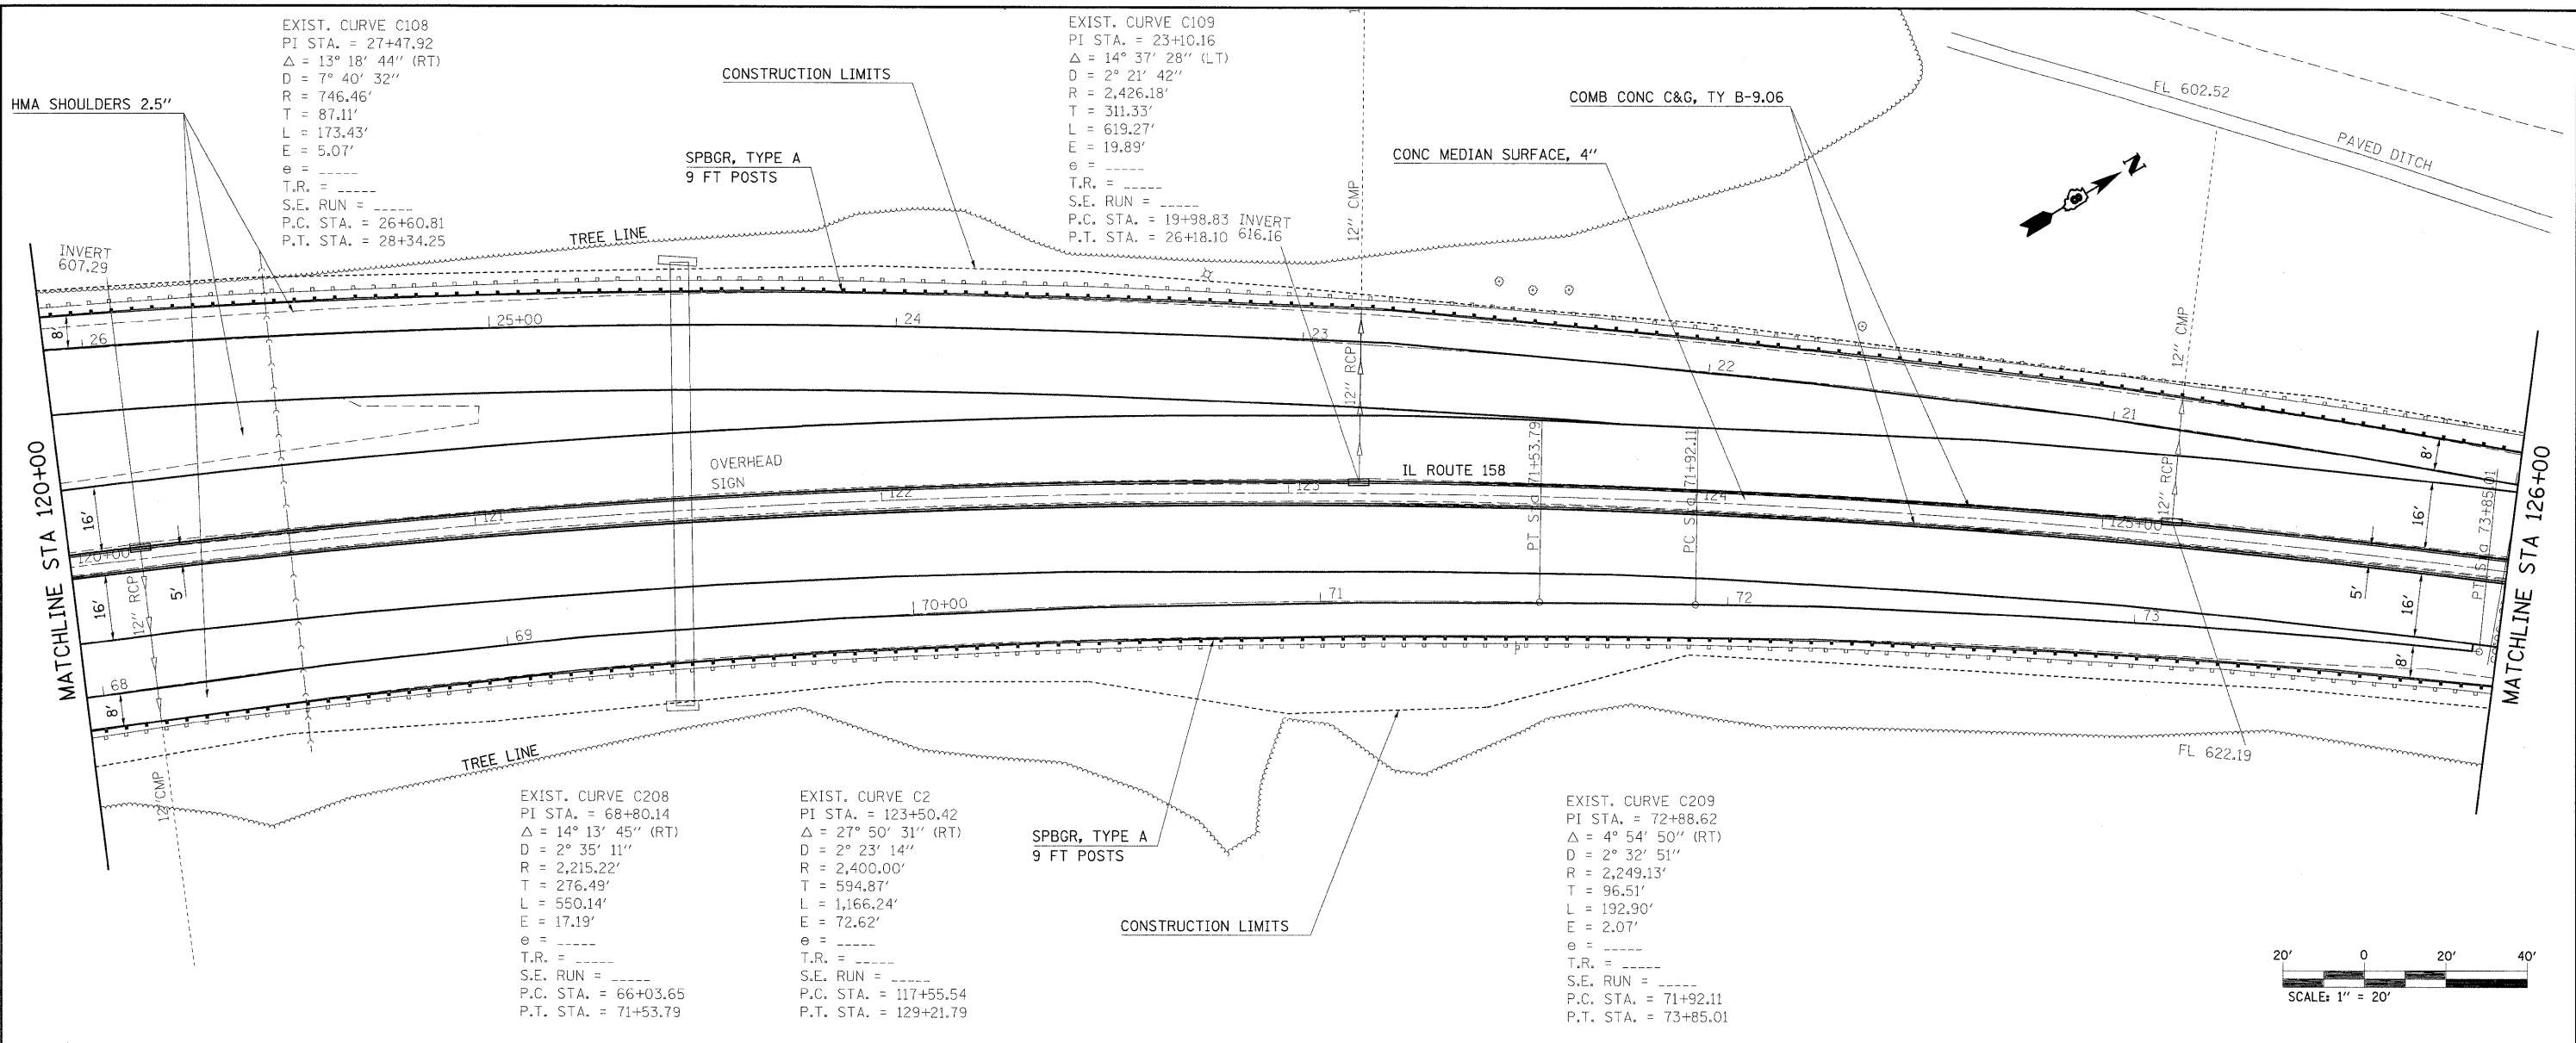 EXIST. CURVE C108
PI STA. = 27+47.92
Δ = 13° 18' 44" (RT)
D = 7° 40' 32"
R = 746.46'
T = 87.11'
L = 173.43'
E = 5.07'
e = _____
T.R. = _____
S.E. RUN = _____
P.C. STA. = 26+60.81
P.T. STA. = 28+34.25
EXIST. CURVE C109
PI STA. = 23+10.16
Δ = 14° 37' 28" (LT)
D = 2° 21' 42"
R = 2,426.18'
T = 311.33'
L = 619.27'
E = 19.89'
e = _____
T.R. = _____
S.E. RUN = _____
P.C. STA. = 19+98.83
P.T. STA. = 26+18.10
INVERT
616.16
HMA SHOULDERS 2.5"
CONSTRUCTION LIMITS
SPBGR, TYPE A
9 FT POSTS
COMB CONC C&G, TY B-9.06
CONC MEDIAN SURFACE, 4"
FL 602.52
PAVED DITCH
N
12" CMP
12" CMP
INVERT
607.29
TREE LINE
8'
26
25+00
24
23
22
21
8'
12" RCP
OVERHEAD
SIGN
IL ROUTE 158
PT Sta 71+53.79
PC Sta 71+92.11
PT Sta 73+85.01
12" RCP
MATCHLINE STA 120+00
MATCHLINE STA 126+00
16'
120+00
121
122
123
124
125+00
16'
5'
16'
12" RCP
5'
16'
68
69
70+00
71
72
73
8'
8'
TREE LINE
12" CMP
FL 622.19
EXIST. CURVE C208
PI STA. = 68+80.14
Δ = 14° 13' 45" (RT)
D = 2° 35' 11"
R = 2,215.22'
T = 276.49'
L = 550.14'
E = 17.19'
e = _____
T.R. = _____
S.E. RUN = _____
P.C. STA. = 66+03.65
P.T. STA. = 71+53.79
EXIST. CURVE C2
PI STA. = 123+50.42
Δ = 27° 50' 31" (RT)
D = 2° 23' 14"
R = 2,400.00'
T = 594.87'
L = 1,166.24'
E = 72.62'
e = _____
T.R. = _____
S.E. RUN = _____
P.C. STA. = 117+55.54
P.T. STA. = 129+21.79
SPBGR, TYPE A
9 FT POSTS
CONSTRUCTION LIMITS
EXIST. CURVE C209
PI STA. = 72+88.62
Δ = 4° 54' 50" (RT)
D = 2° 32' 51"
R = 2,249.13'
T = 96.51'
L = 192.90'
E = 2.07'
e = _____
T.R. = _____
S.E. RUN = _____
P.C. STA. = 71+92.11
P.T. STA. = 73+85.01
20' 0 20' 40'
SCALE: 1" = 20'